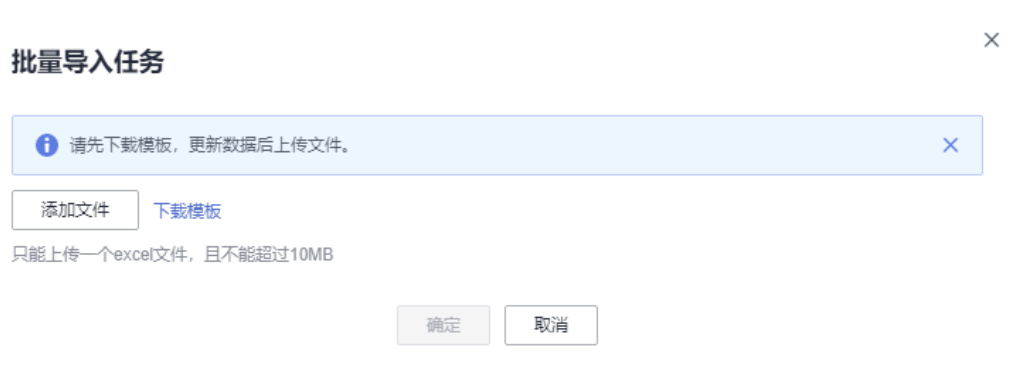 批量导入任务
请先下载模板，更新数据后上传文件。
添加文件 下载模板
只能上传一个excel文件，且不能超过10MB
确定 取消